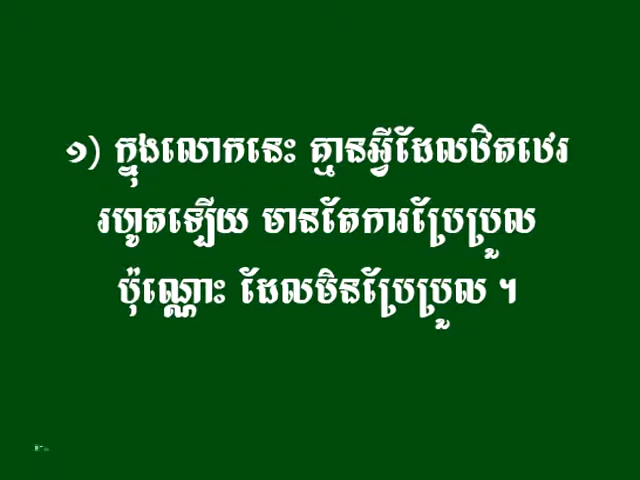 ១) ក្នុងលោកនេះ គ្មានអ្វីដែលឋិតថេរ
រហូតឡើយ មានតែការប្រែប្រួល
ប៉ុណ្ណោះ ដែលមិនប្រែប្រួល ។